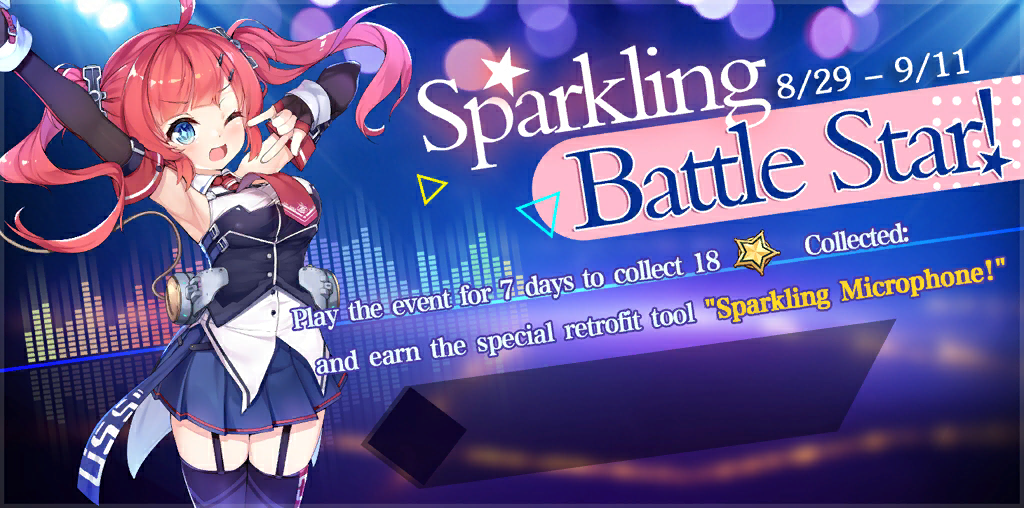 Sparkling
8/29 – 9/11
Battle Star!
Play the event for 7 days to collect 18 Collected:
and earn the special retrofit tool "Sparkling Microphone!"